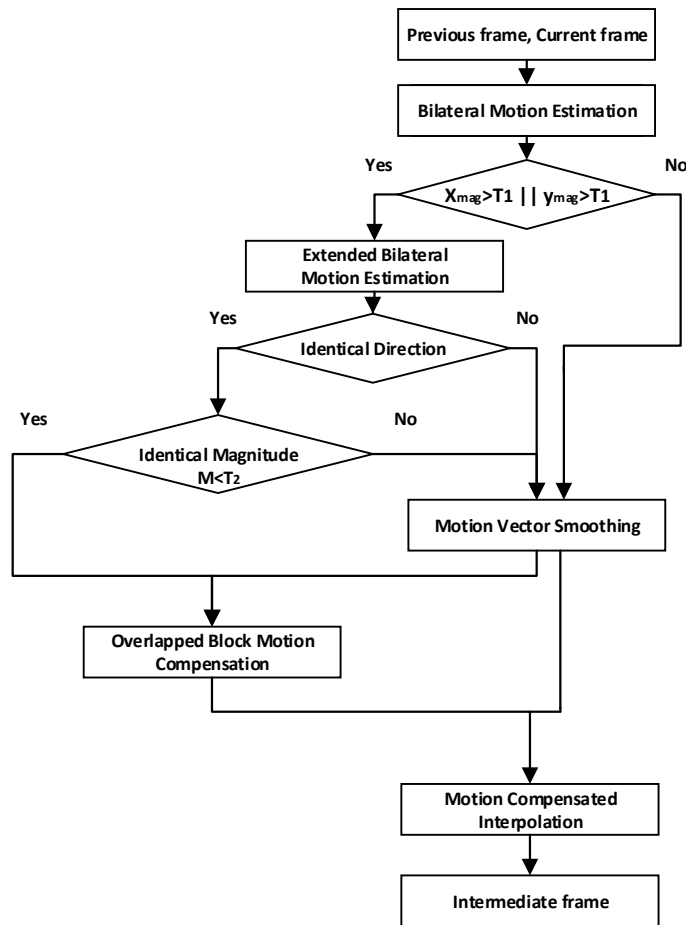 Previous frame, Current frame
Bilateral Motion Estimation
Yes
No
Xmag>T1 || ymag>T1
Extended Bilateral
Motion Estimation
Yes
No
Identical Direction
Yes
No
Identical Magnitude
M<T2
Motion Vector Smoothing
Overlapped Block Motion
Compensation
Motion Compensated
Interpolation
Intermediate frame